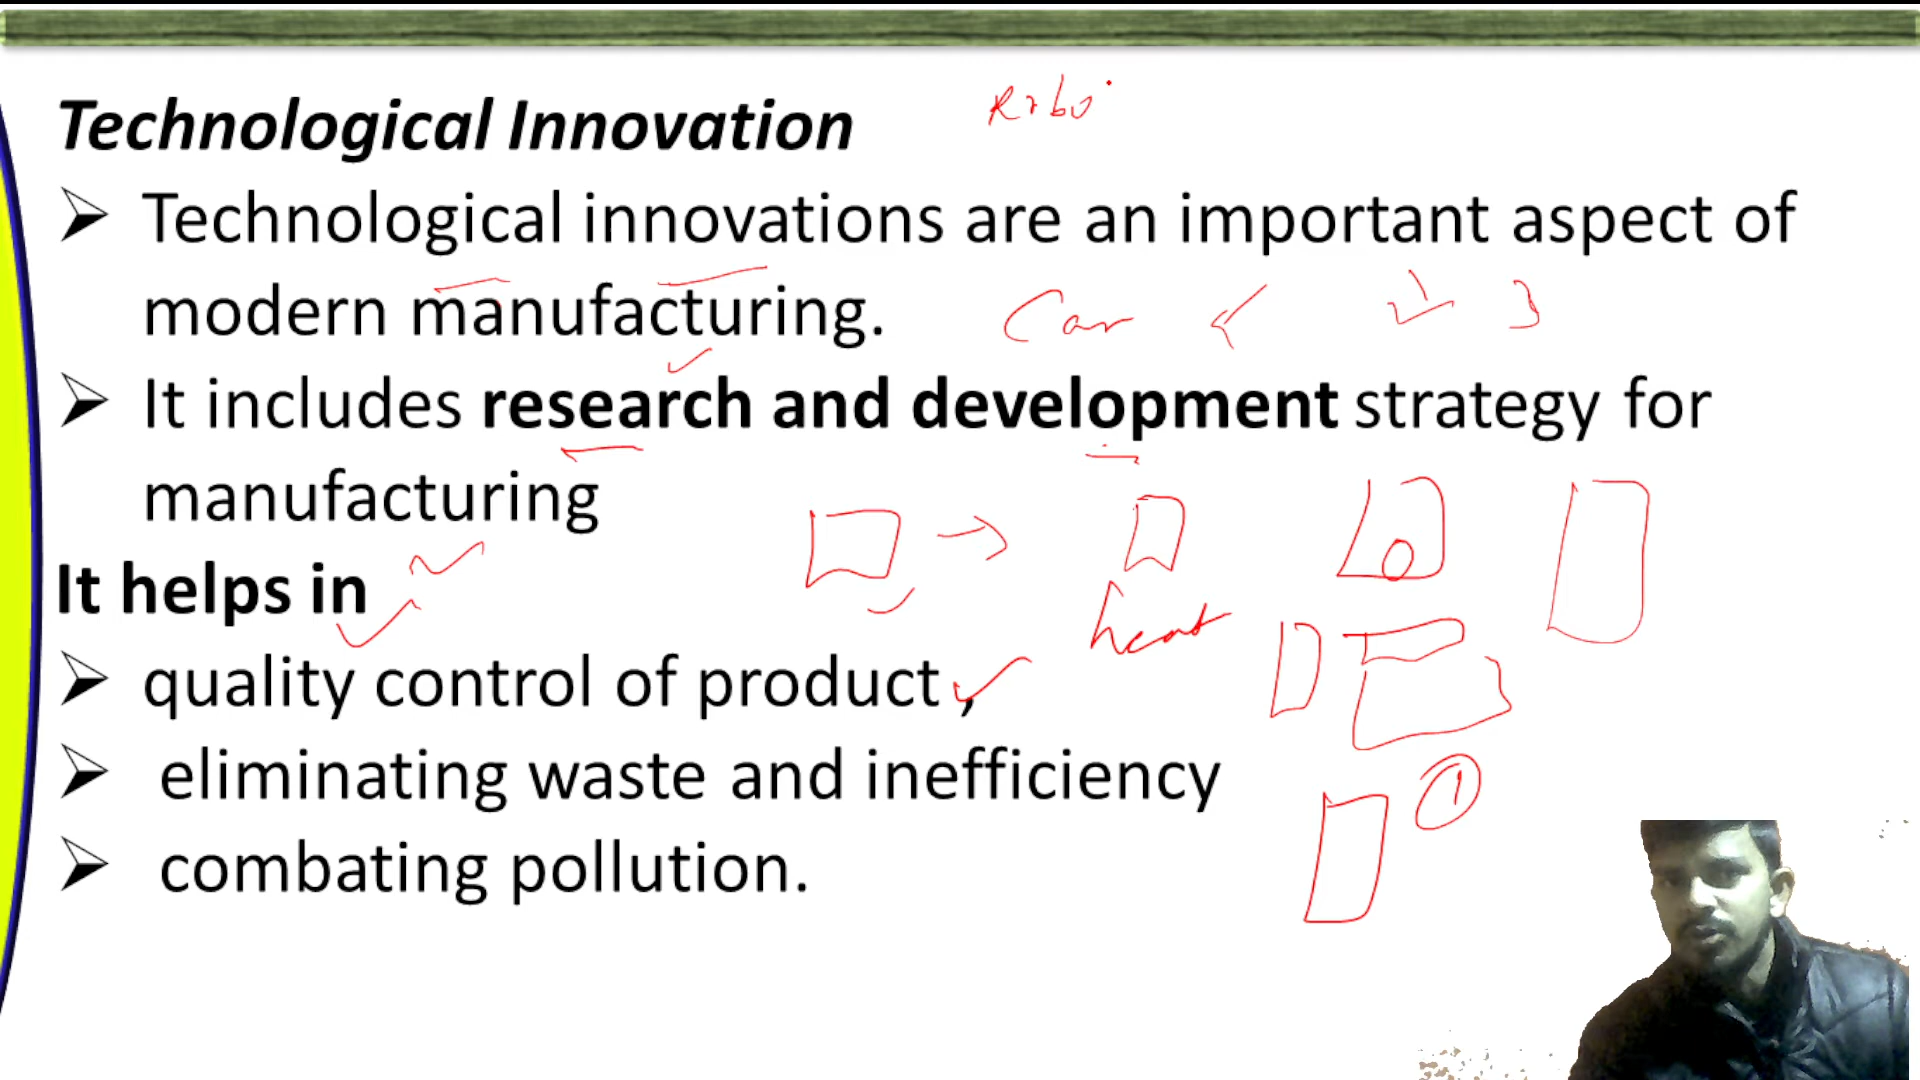 Technological Innovation
➢ Technological innovations are an important aspect of
modern manufacturing.
Car
➢ It includes research and development strategy for
manufacturing
It helps in
heat
➢ quality control of product,
➢ eliminating waste and inefficiency
1
➢ combating pollution.